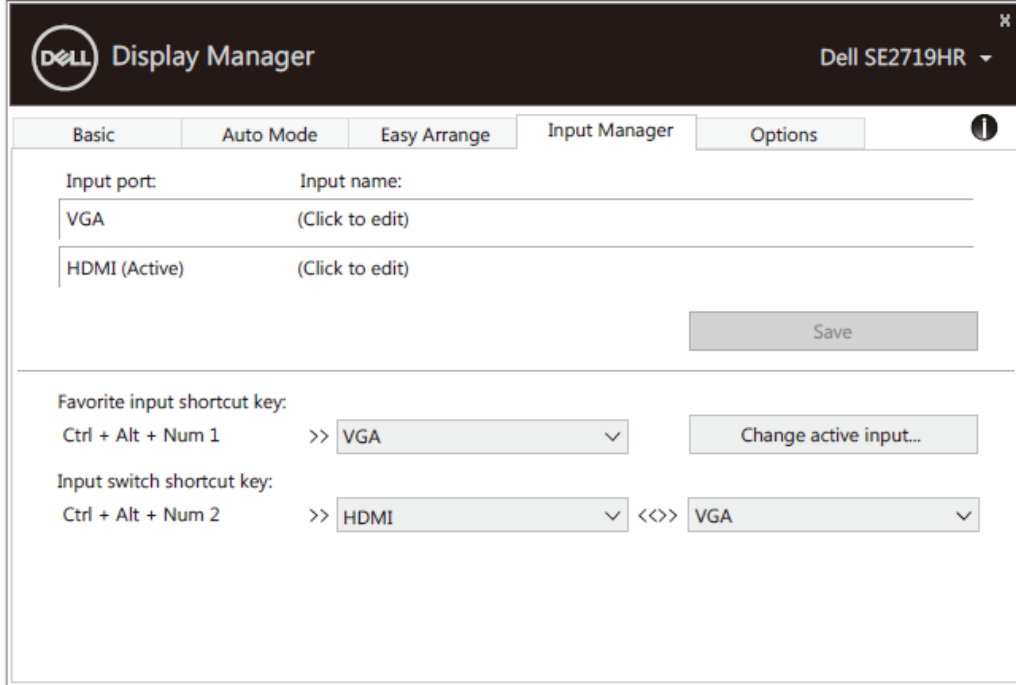 x
DELL Display Manager Dell SE2719HR
Basic Auto Mode Easy Arrange Input Manager Options i
Input port: Input name:
VGA (Click to edit)
HDMI (Active) (Click to edit)
Save
Favorite input shortcut key:
Ctrl + Alt + Num 1 >> VGA Change active input...
Input switch shortcut key:
Ctrl + Alt + Num 2 >> HDMI <<>> VGA